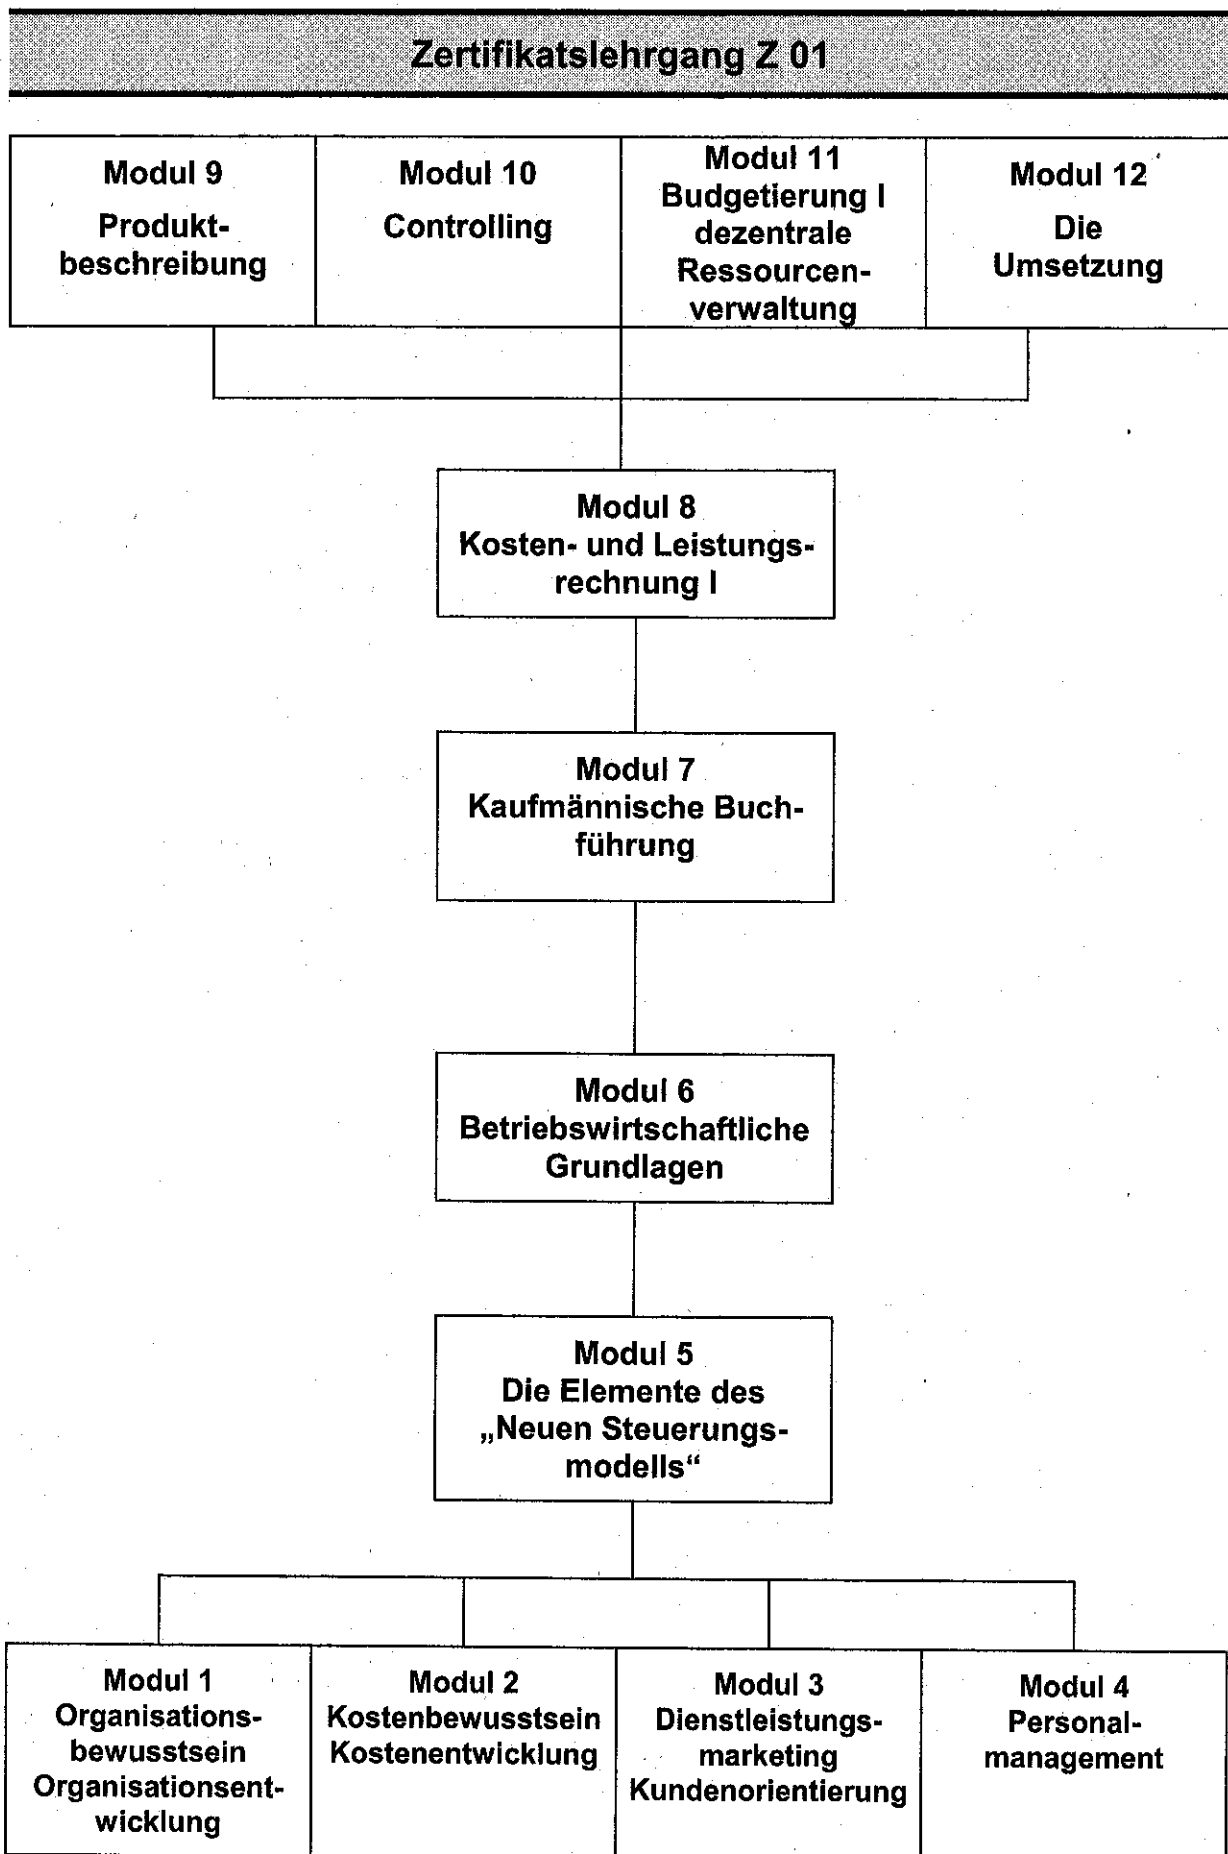 Zertifikatslehrgang Z 01
Modul 9
Produkt-
beschreibung
Modul 10
Controlling
Modul 11
Budgetierung I
dezentrale
Ressourcen-
verwaltung
Modul 12
Die
Umsetzung
Modul 8
Kosten- und Leistungs-
rechnung I
Modul 7
Kaufmännische Buch-
führung
Modul 6
Betriebswirtschaftliche
Grundlagen
Modul 5
Die Elemente des
„Neuen Steuerungs-
modells“
Modul 1
Organisations-
bewusstsein
Organisationsent-
wicklung
Modul 2
Kostenbewusstsein
Kostenentwicklung
Modul 3
Dienstleistungs-
marketing
Kundenorientierung
Modul 4
Personal-
management